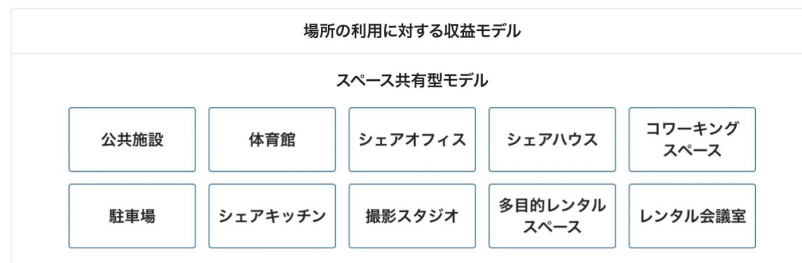 場所の利用に対する収益モデル
スペース共有型モデル
公共施設
体育館
シェアオフィス
シェアハウス
コワーキング
スペース
駐車場
シェアキッチン
撮影スタジオ
多目的レンタル
スペース
レンタル会議室